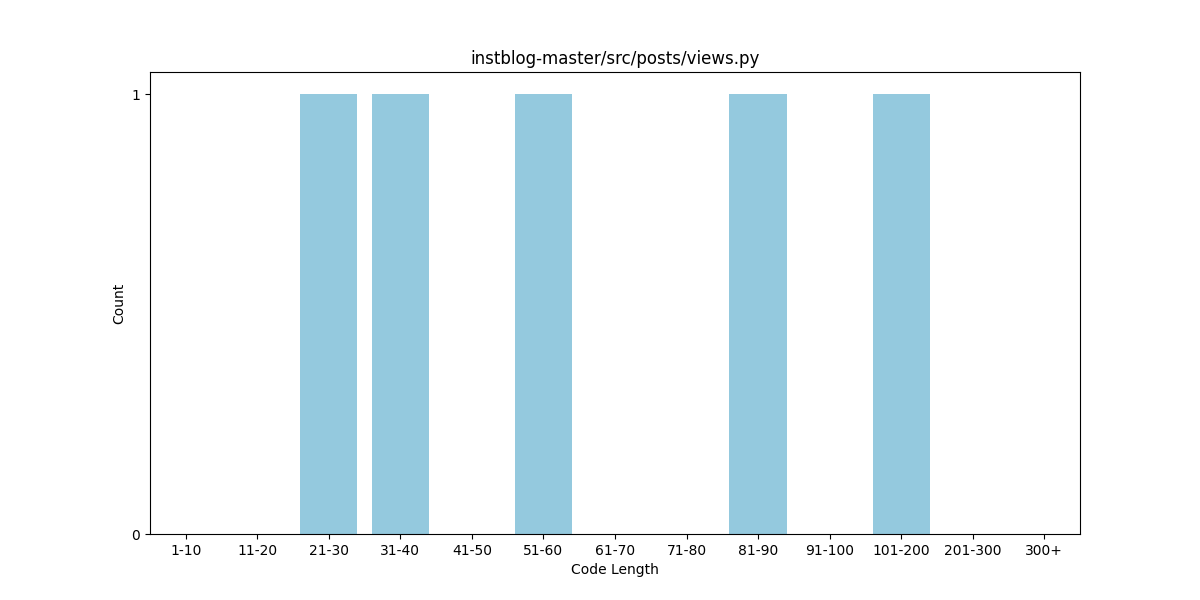 instblog-master/src/posts/views.py
1
0
Count
1-10 11-20 21-30 31-40 41-50 51-60 61-70 71-80 81-90 91-100 101-200 201-300 300+
Code Length